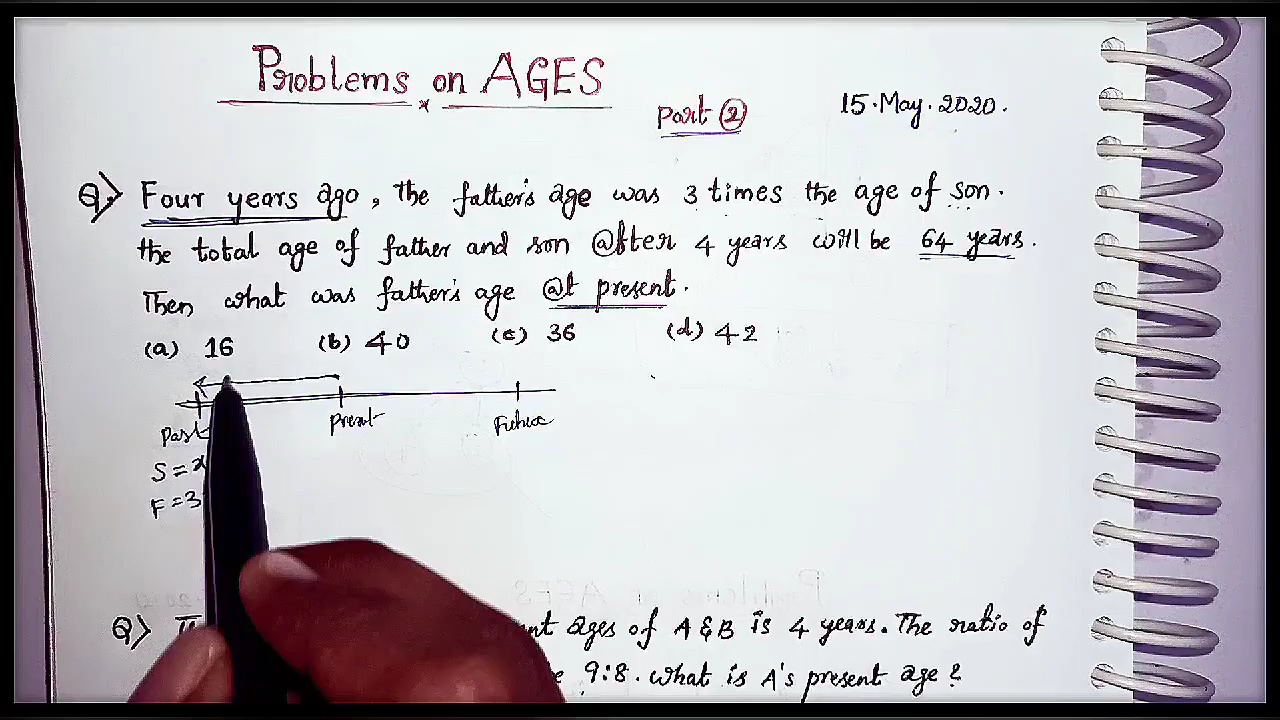 Problems on AGES
Part ②
15.May.2020.
Q) Four years ago, the father's age was 3 times the age of son.
the total age of father and son @fter 4 years will be 64 years.
Then what was father's age @t present.
(a) 16 (b) 40 (c) 36 (d) 42
Past Present Future
S = x
F = 3
Q) ages of A & B is 4 years. The ratio of
9:8. what is A's present age?